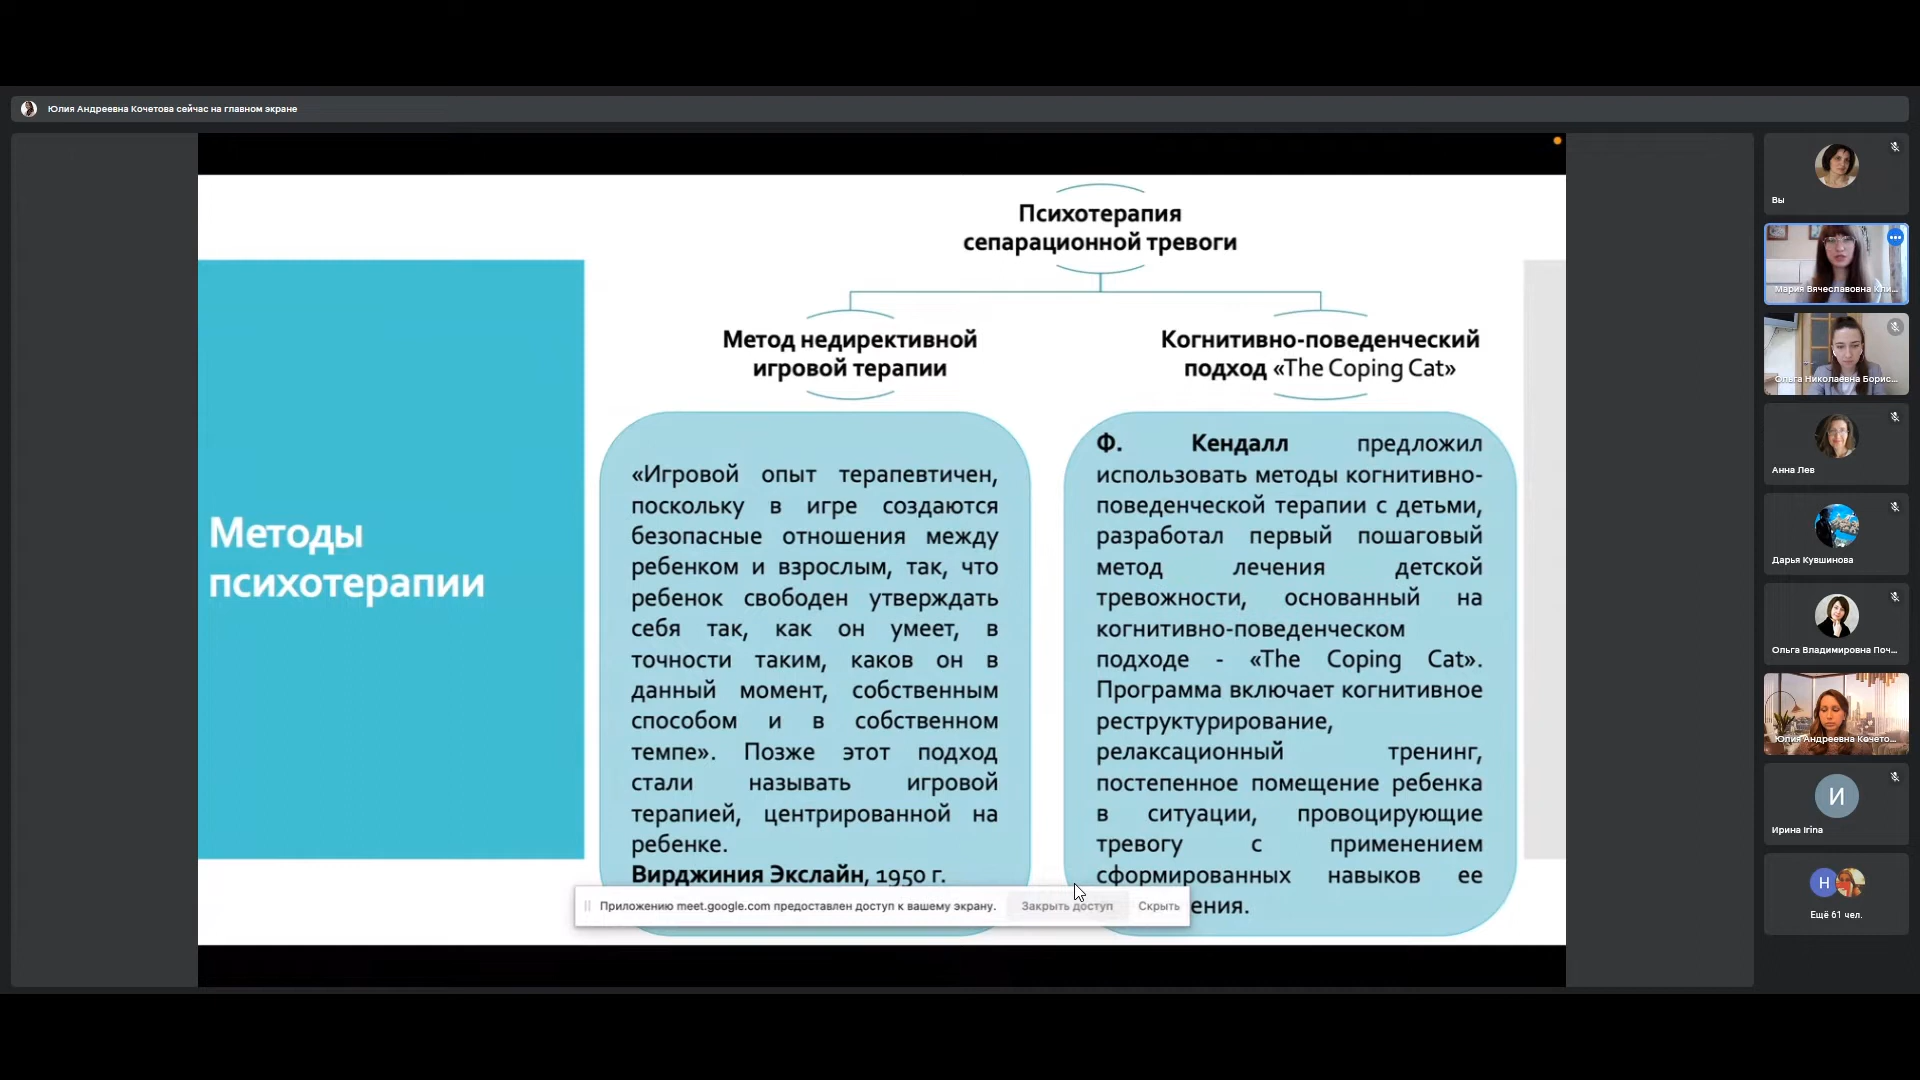 Юлия Андреевна Кочетова сейчас на главном экране
Психотерапия
сепарационной тревоги
Метод недирективной
игровой терапии
Когнитивно-поведенческий
подход «The Coping Cat»
Методы
психотерапии
«Игровой опыт терапевтичен,
поскольку в игре создаются
безопасные отношения между
ребенком и взрослым, так, что
ребенок свободен утверждать
себя так, как он умеет, в
точности таким, каков он в
данный момент, собственным
способом и в собственном
темпе». Позже этот подход
стали называть игровой
терапией, центрированной на
ребенке.
Вирджиния Экслайн, 1950 г.
Ф. Кендалл предложил
использовать методы когнитивно-
поведенческой терапии с детьми,
разработал первый пошаговый
метод лечения детской
тревожности, основанный на
когнитивно-поведенческом
подходе - «The Coping Cat».
Программа включает когнитивное
реструктурирование,
релаксационный тренинг,
постепенное помещение ребенка
в ситуации, провоцирующие
тревогу с применением
сформированных навыков ее
ения.
Приложению meet.google.com предоставлен доступ к вашему экрану.
Закрыть доступ
Скрыть
Вы
Мария Вячеславовна Кли...
Ольга Николаевна Борис...
Анна Лев
Дарья Кувшинова
Ольга Владимировна Поч...
Юлия Андреевна Кочето...
И
Ирина Irina
Н
Ещё 61 чел.